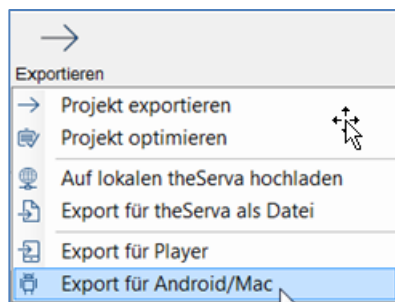 Exportieren
Projekt exportieren
Projekt optimieren
Auf lokalen theServa hochladen
Export für theServa als Datei
Export für Player
Export für Android/Mac